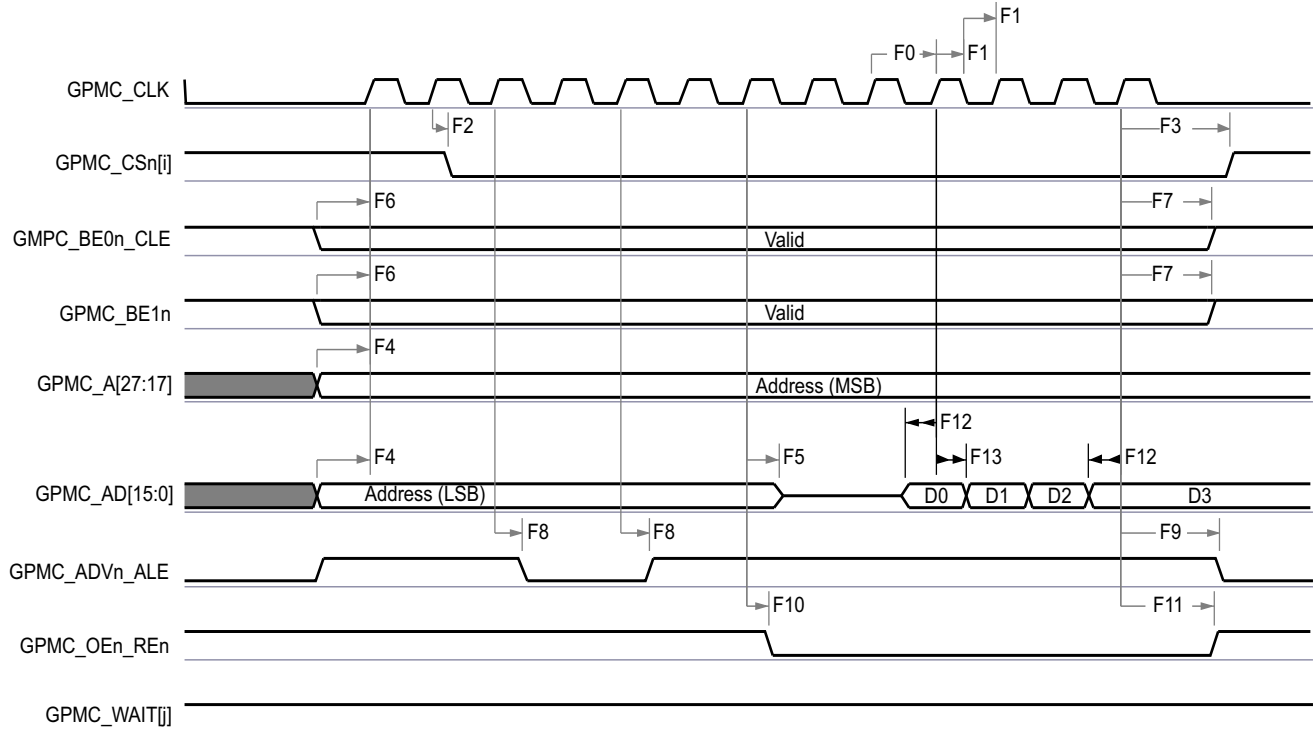 F1
F0 F1
GPMC_CLK
F2 F3
GPMC_CSn[i]
F6 F7
GMPC_BE0n_CLE Valid
F6 F7
GPMC_BE1n Valid
F4
GPMC_A[27:17] Address (MSB)
F12
F4 F5 F13 F12
GPMC_AD[15:0] Address (LSB) D0 D1 D2 D3
F8 F8 F9
GPMC_ADVn_ALE
F10 F11
GPMC_OEn_REn
GPMC_WAIT[j]